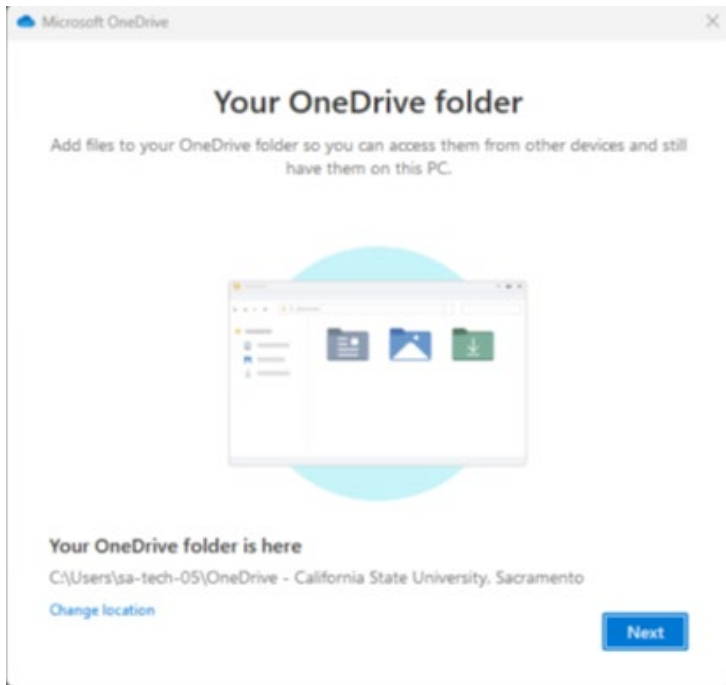 Microsoft OneDrive
Your OneDrive folder
Add files to your OneDrive folder so you can access them from other devices and still
have them on this PC.
Your OneDrive folder is here
C:\Users\sa-tech-05\OneDrive - California State University, Sacramento
Change location
Next